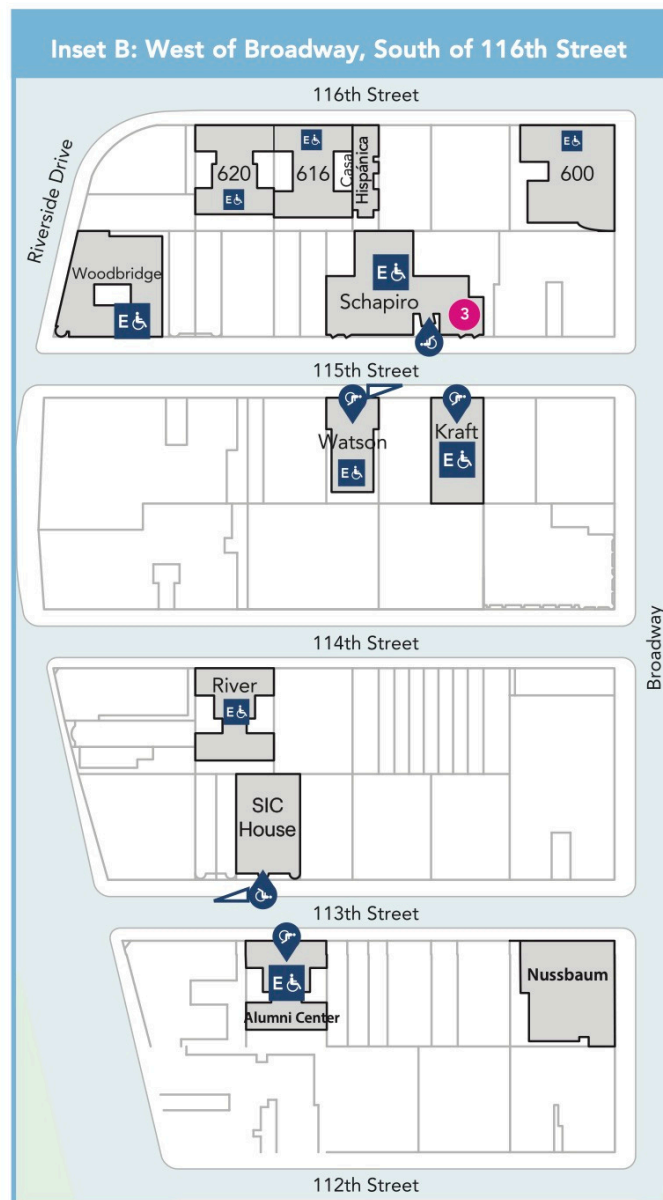 Inset B: West of Broadway, South of 116th Street
116th Street
Riverside Drive
620
E
616
E
Casa
Hispánica
600
E
Woodbridge
E
Schapiro
E
3
115th Street
Watson
E
Kraft
E
114th Street
Broadway
River
E
SIC
House
113th Street
E
Alumni Center
Nussbaum
112th Street